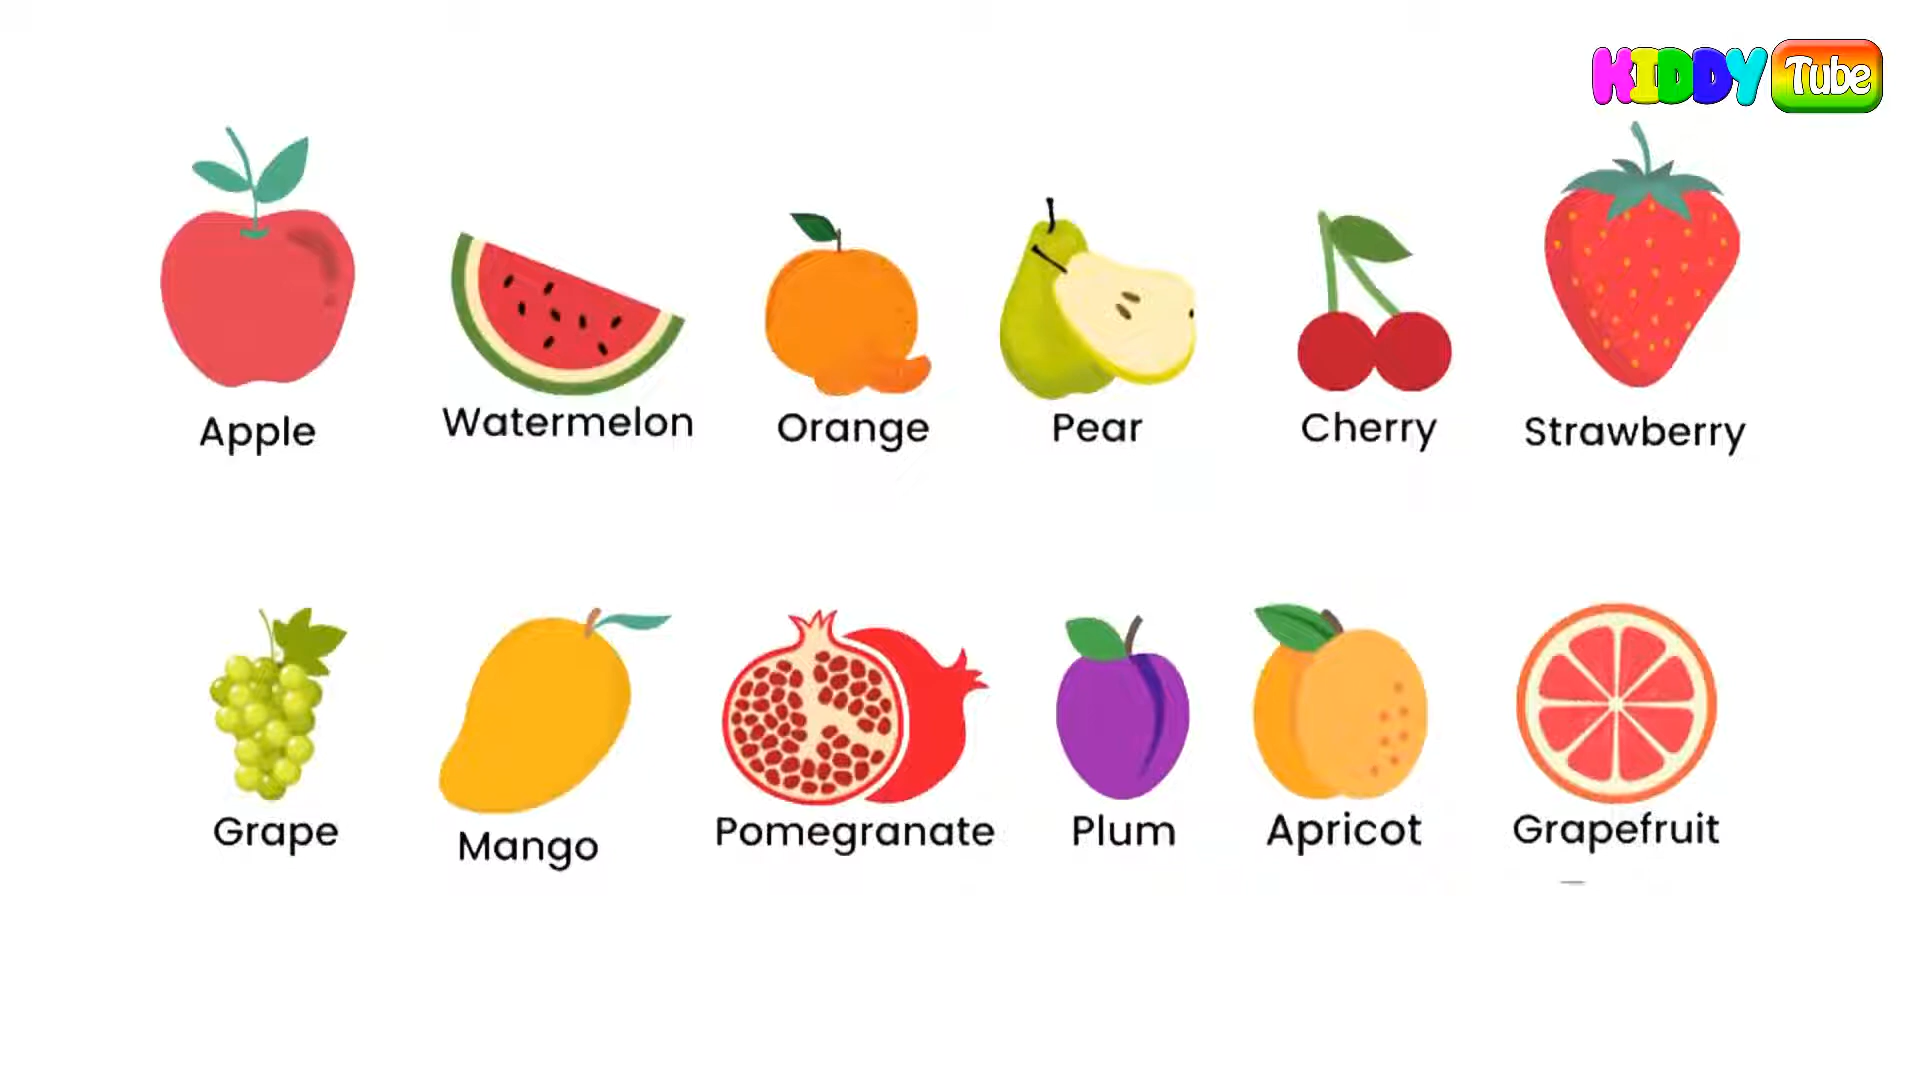 KIDDY Tube
Apple
Watermelon
Orange
Pear
Cherry
Strawberry
Grape
Mango
Pomegranate
Plum
Apricot
Grapefruit